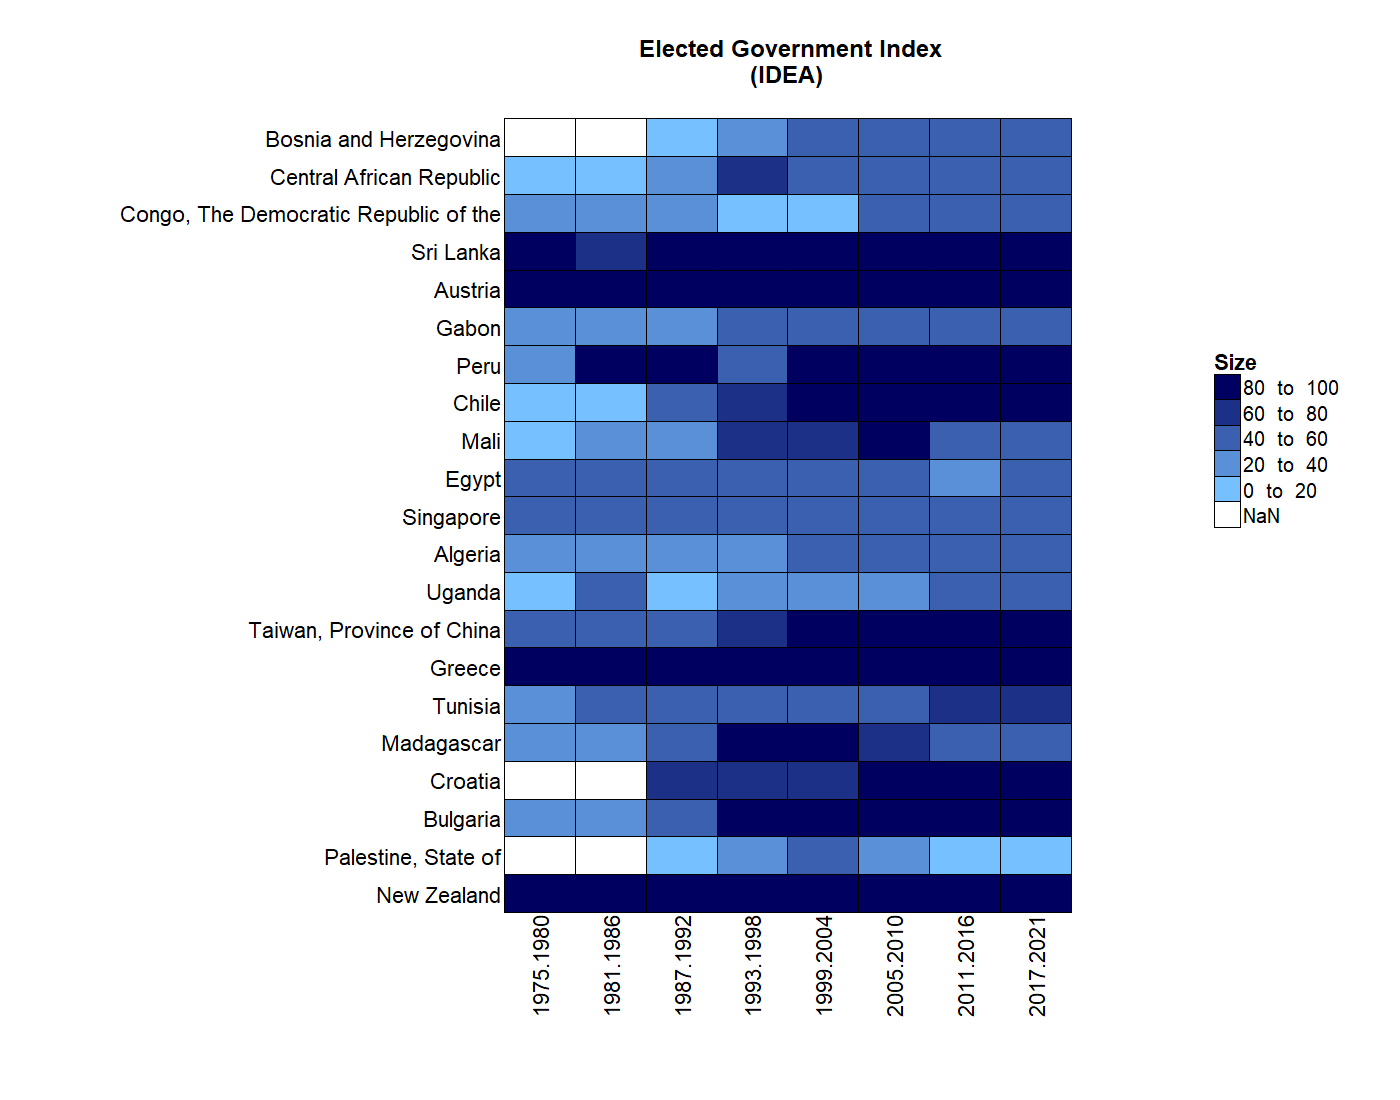 Elected Government Index
(IDEA)
Bosnia and Herzegovina
Central African Republic
Congo, The Democratic Republic of the
Sri Lanka
Austria
Gabon
Peru
Chile
Mali
Egypt
Singapore
Algeria
Uganda
Taiwan, Province of China
Greece
Tunisia
Madagascar
Croatia
Bulgaria
Palestine, State of
New Zealand
1975.1980
1981.1986
1987.1992
1993.1998
1999.2004
2005.2010
2011.2016
2017.2021
Size
80 to 100
60 to 80
40 to 60
20 to 40
0 to 20
NaN